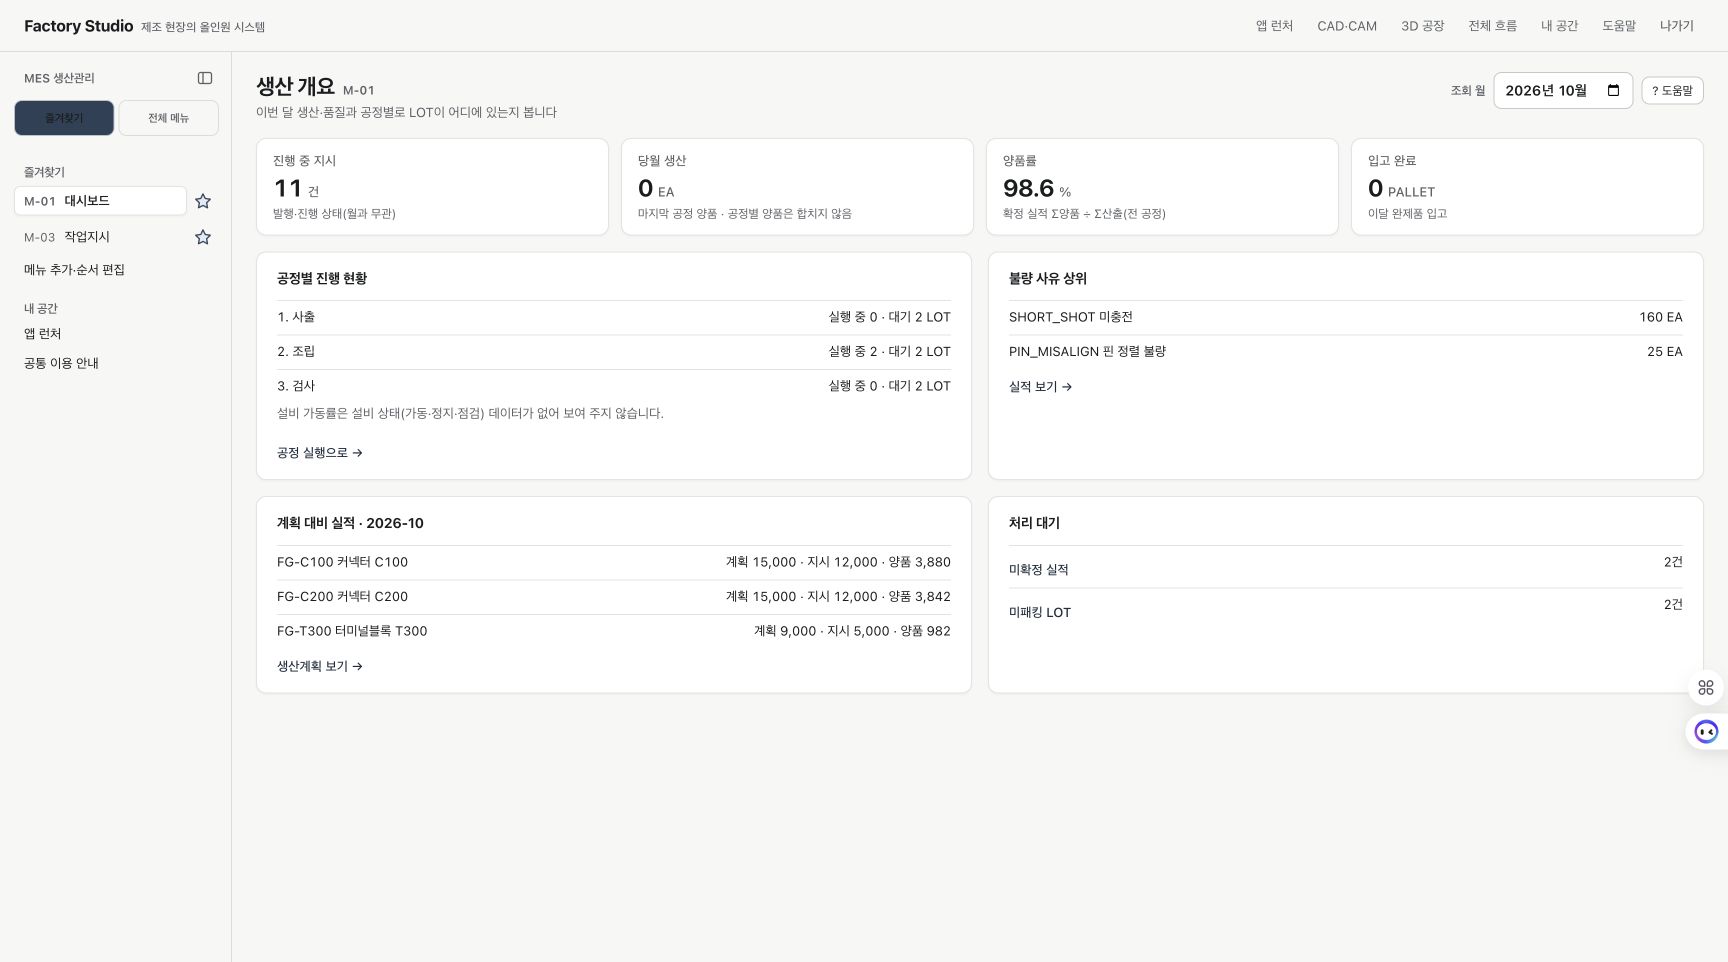 Factory Studio 제조 현장의 올인원 시스템
앱 런처 CAD·CAM 3D 공장 전체 흐름 내 공간 도움말 나가기
MES 생산관리
즐겨찾기 전체 메뉴
즐겨찾기
M-01 대시보드
M-03 작업지시
메뉴 추가·순서 편집
내 공간
앱 런처
공통 이용 안내
생산 개요 M-01
이번 달 생산·품질과 공정별로 LOT이 어디에 있는지 봅니다
조회 월 2026년 10월 ? 도움말
진행 중 지시
11 건
발행·진행 상태(월과 무관)
당월 생산
0 EA
마지막 공정 양품 · 공정별 양품은 합치지 않음
양품률
98.6 %
확정 실적 Σ양품 ÷ Σ산출(전 공정)
입고 완료
0 PALLET
이달 완제품 입고
공정별 진행 현황
1. 사출 실행 중 0 · 대기 2 LOT
2. 조립 실행 중 2 · 대기 2 LOT
3. 검사 실행 중 0 · 대기 2 LOT
설비 가동률은 설비 상태(가동·정지·점검) 데이터가 없어 보여 주지 않습니다.
공정 실행으로 →
불량 사유 상위
SHORT_SHOT 미충전 160 EA
PIN_MISALIGN 핀 정렬 불량 25 EA
실적 보기 →
계획 대비 실적 · 2026-10
FG-C100 커넥터 C100 계획 15,000 · 지시 12,000 · 양품 3,880
FG-C200 커넥터 C200 계획 15,000 · 지시 12,000 · 양품 3,842
FG-T300 터미널블록 T300 계획 9,000 · 지시 5,000 · 양품 982
생산계획 보기 →
처리 대기
미확정 실적 2건
미패킹 LOT 2건